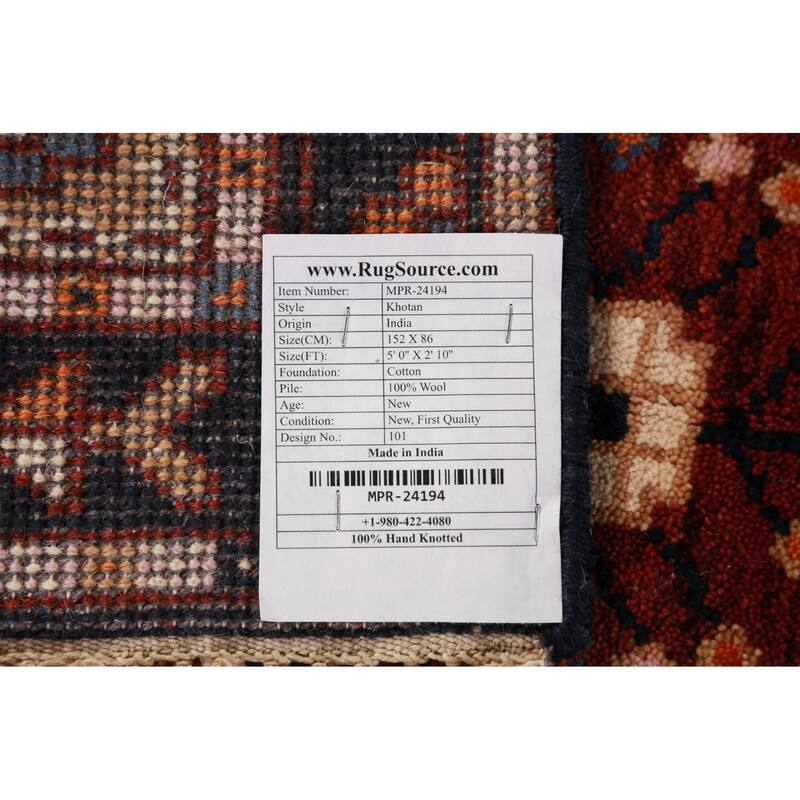 www.RugSource.com
Item Number: MPR-24194
Style Khotan
Origin India
Size(CM): 152 X 86
Size(FT): 5' 0" X 2' 10"
Foundation: Cotton
Pile: 100% Wool
Age: New
Condition: New, First Quality
Design No.: 101
Made in India
MPR-24194
+1-980-422-4080
100% Hand Knotted